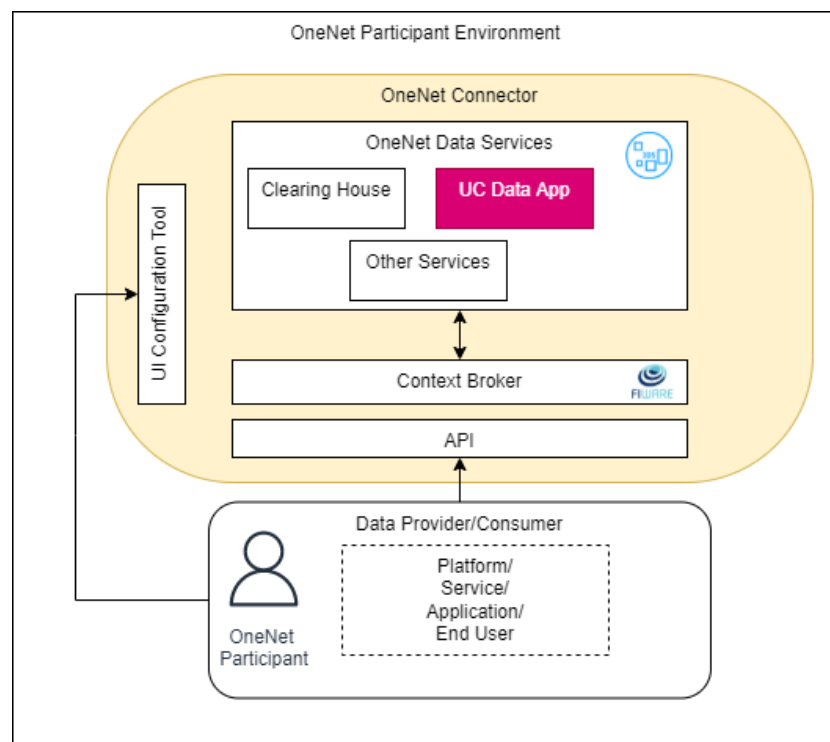 OneNet Participant Environment
OneNet Connector
OneNet Data Services
IDS
Clearing House
UC Data App
Other Services
UI Configuration Tool
Context Broker
FIWARE
API
Data Provider/Consumer
Platform/
Service/
Application/
End User
OneNet
Participant